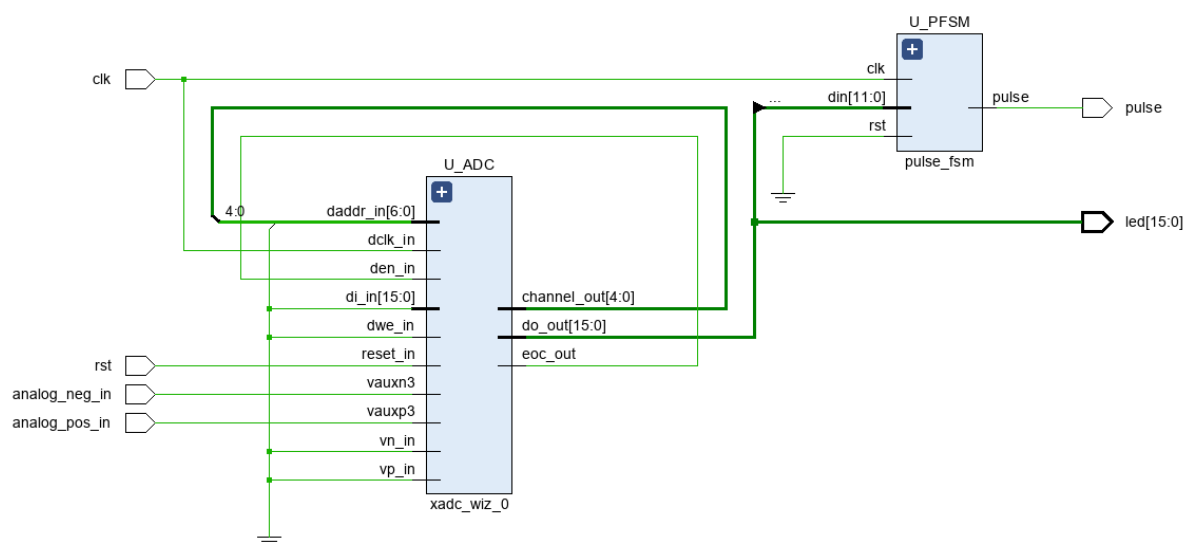 U_PFSM
clk
clk
din[11:0]
...
pulse
pulse
rst
pulse_fsm
U_ADC
4:0
daddr_in[6:0]
led[15:0]
dclk_in
den_in
di_in[15:0]
channel_out[4:0]
dwe_in
do_out[15:0]
rst
reset_in
eoc_out
analog_neg_in
vauxn3
analog_pos_in
vauxp3
vn_in
vp_in
xadc_wiz_0